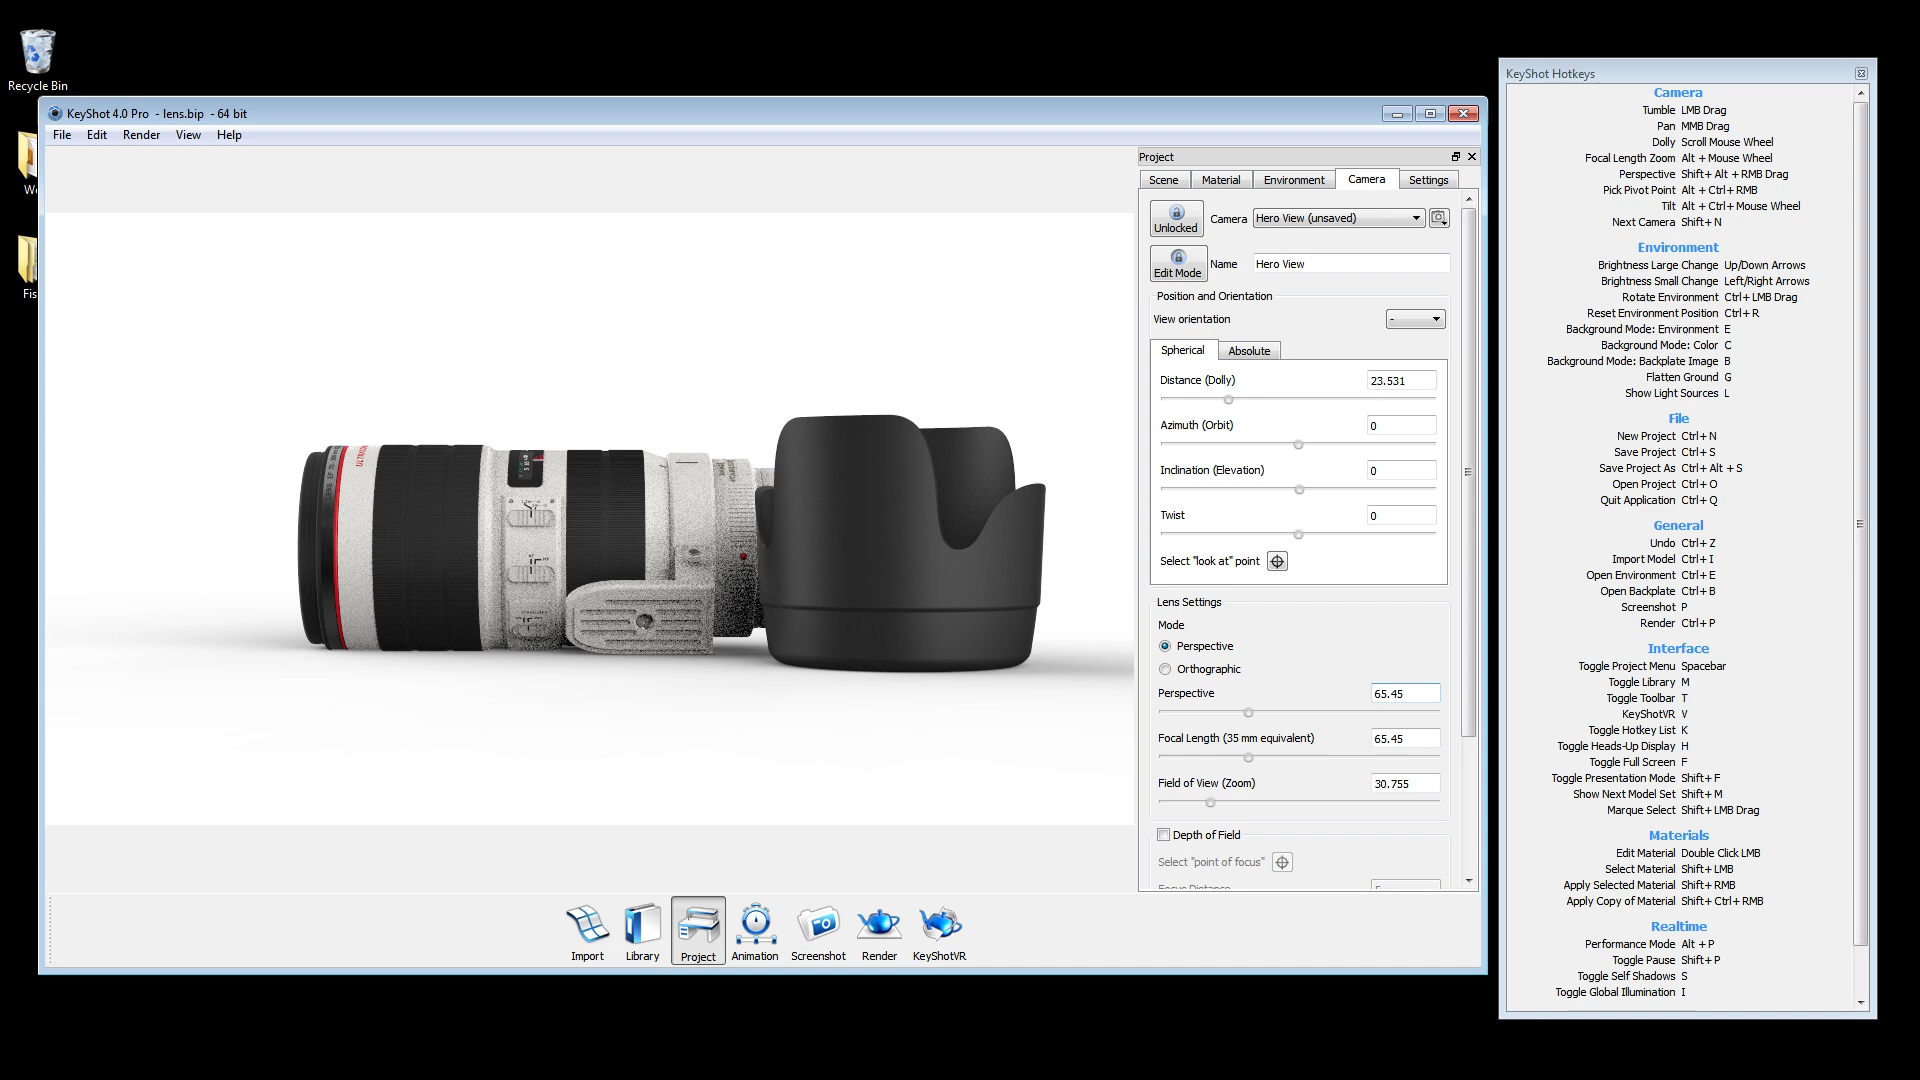 Recycle Bin
KeyShot 4.0 Pro - lens.bip - 64 bit
File Edit Render View Help
Project
Scene Material Environment Camera Settings
Unlocked
Camera Hero View (unsaved)
Edit Mode
Name Hero View
Position and Orientation
View orientation -
Spherical Absolute
Distance (Dolly) 23.531
Azimuth (Orbit) 0
Inclination (Elevation) 0
Twist 0
Select "look at" point
Lens Settings
Mode
Perspective
Orthographic
Perspective 65.45
Focal Length (35 mm equivalent) 65.45
Field of View (Zoom) 30.755
Depth of Field
Select "point of focus"
Focus Distance
Import Library Project Animation Screenshot Render KeyShotVR
KeyShot Hotkeys
Camera
Tumble LMB Drag
Pan MMB Drag
Dolly Scroll Mouse Wheel
Focal Length Zoom Alt + Mouse Wheel
Perspective Shift+ Alt + RMB Drag
Pick Pivot Point Alt + Ctrl+ RMB
Tilt Alt + Ctrl+ Mouse Wheel
Next Camera Shift+ N
Environment
Brightness Large Change Up/Down Arrows
Brightness Small Change Left/Right Arrows
Rotate Environment Ctrl+ LMB Drag
Reset Environment Position Ctrl+ R
Background Mode: Environment E
Background Mode: Color C
Background Mode: Backplate Image B
Flatten Ground G
Show Light Sources L
File
New Project Ctrl+ N
Save Project Ctrl+ S
Save Project As Ctrl+ Alt + S
Open Project Ctrl+ O
Quit Application Ctrl+ Q
General
Undo Ctrl+ Z
Import Model Ctrl+ I
Open Environment Ctrl+ E
Open Backplate Ctrl+ B
Screenshot P
Render Ctrl+ P
Interface
Toggle Project Menu Spacebar
Toggle Library M
Toggle Toolbar T
KeyShotVR V
Toggle Hotkey List K
Toggle Heads-Up Display H
Toggle Full Screen F
Toggle Presentation Mode Shift+ F
Show Next Model Set Shift+ M
Marque Select Shift+ LMB Drag
Materials
Edit Material Double Click LMB
Select Material Shift+ LMB
Apply Selected Material Shift+ RMB
Apply Copy of Material Shift+ Ctrl+ RMB
Realtime
Performance Mode Alt + P
Toggle Pause Shift+ P
Toggle Self Shadows S
Toggle Global Illumination I